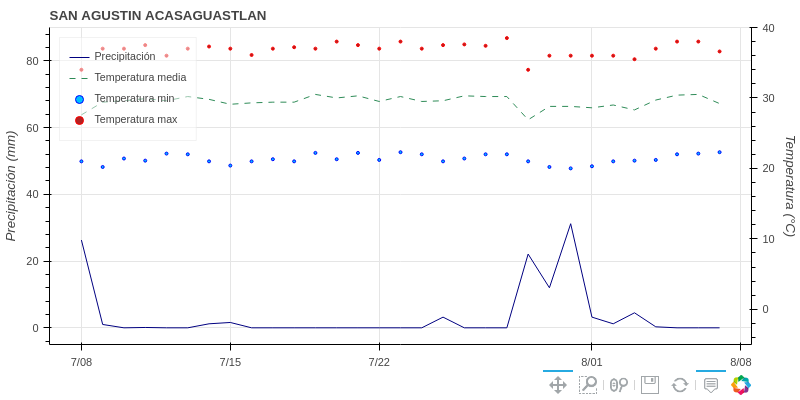 SAN AGUSTIN ACASAGUASTLAN
Precipitación
Temperatura media
Temperatura min
Temperatura max
Precipitación (mm)
80
60
40
20
0
Temperatura (°C)
40
30
20
10
0
7/08
7/15
7/22
8/01
8/08